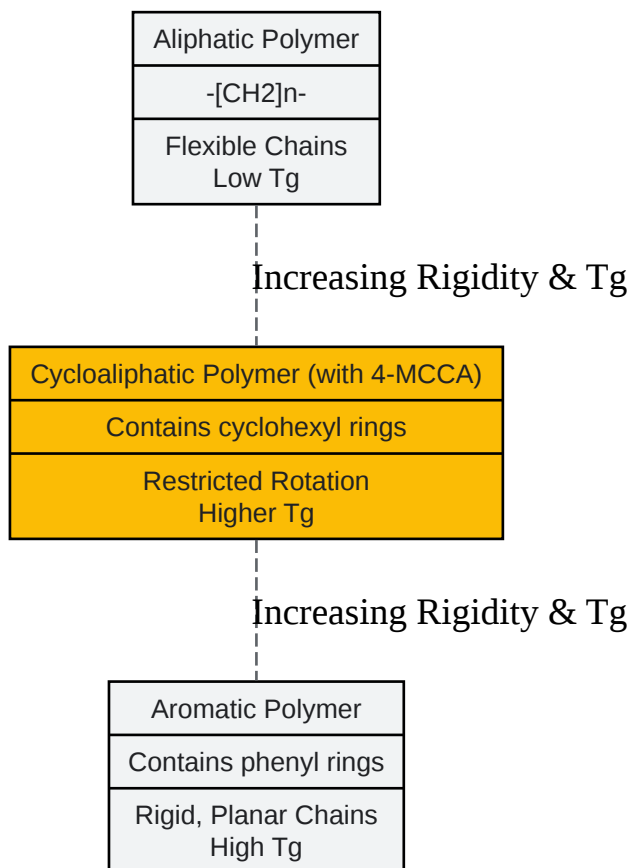 Aliphatic Polymer
-[CH2]n-
Flexible Chains
Low Tg
Increasing Rigidity & Tg
Cycloaliphatic Polymer (with 4-MCCA)
Contains cyclohexyl rings
Restricted Rotation
Higher Tg
Increasing Rigidity & Tg
Aromatic Polymer
Contains phenyl rings
Rigid, Planar Chains
High Tg